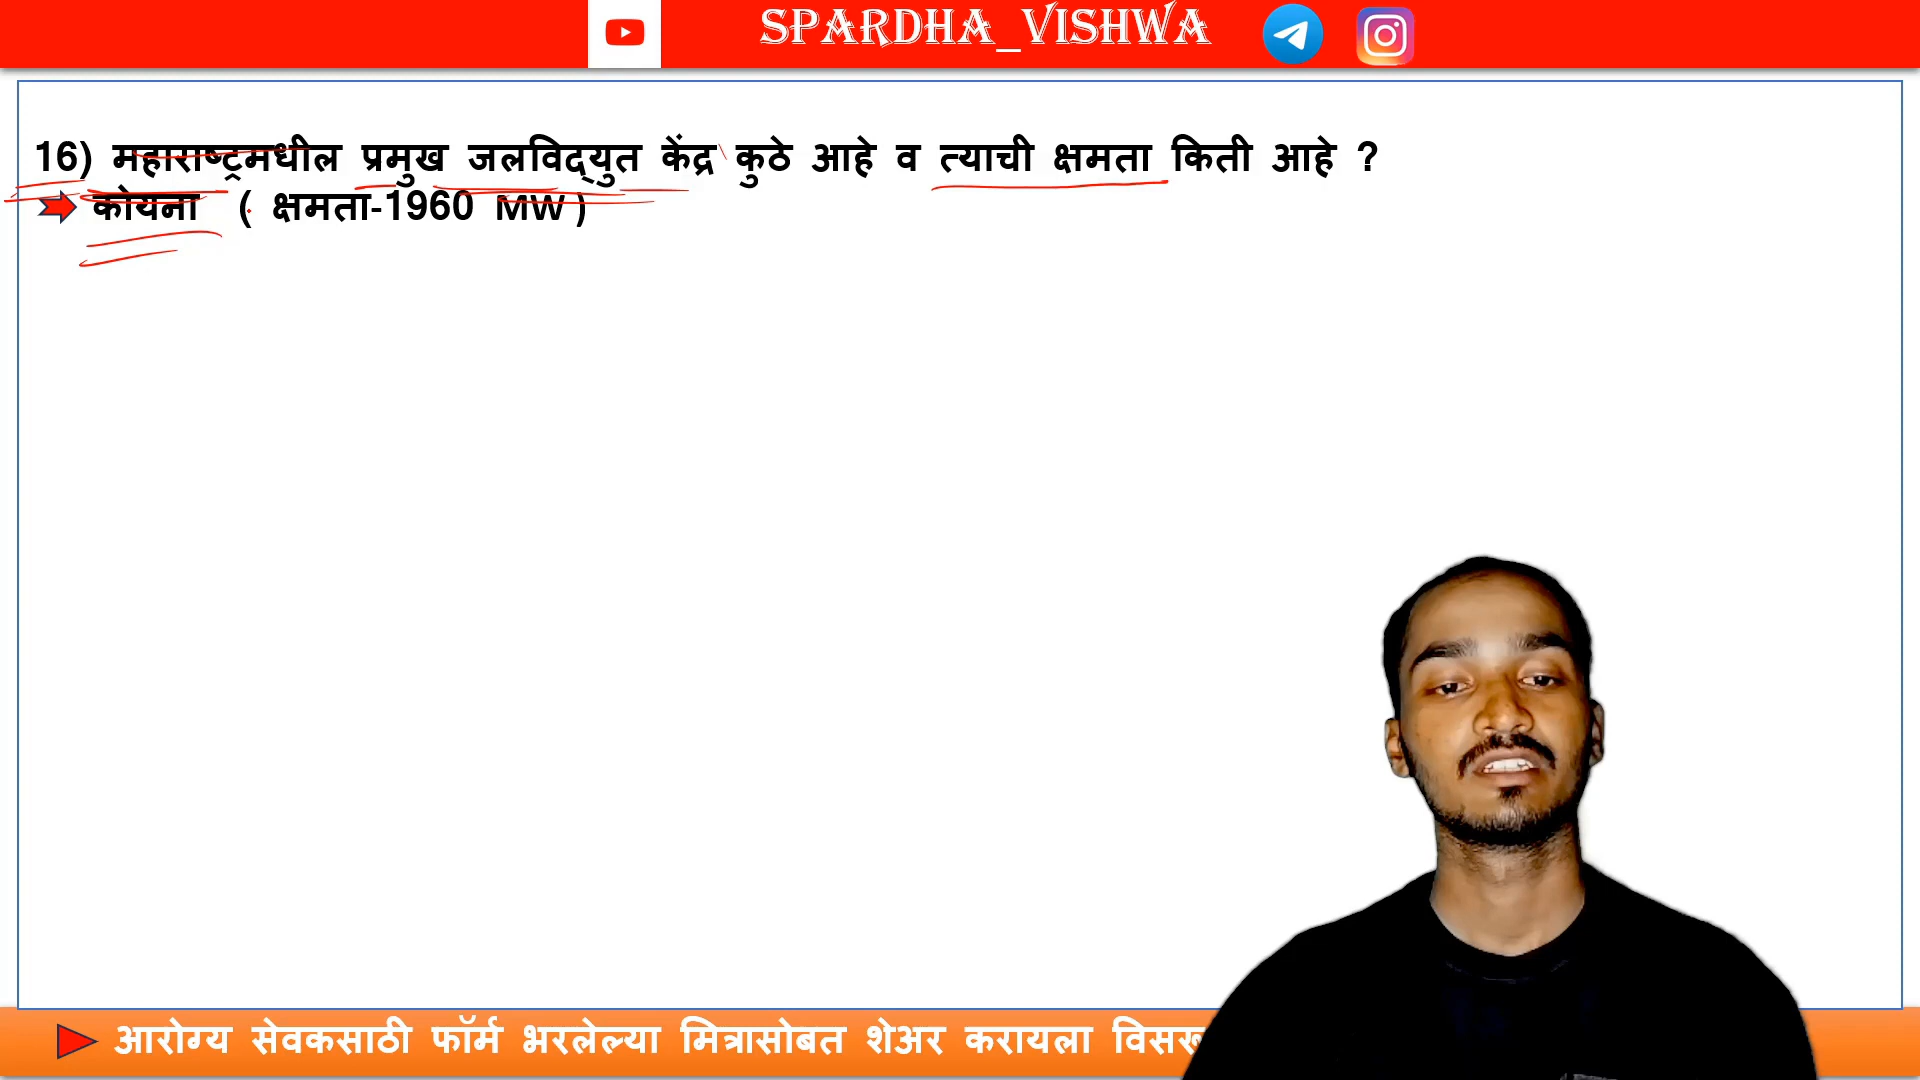 SPARDHA_VISHWA
16) महाराष्ट्रमधील प्रमुख जलविद्युत केंद्र कुठे आहे व त्याची क्षमता किती आहे ?
कोयना ( क्षमता-1960 MW )
आरोग्य सेवकसाठी फॉर्म भरलेल्या मित्रासोबत शेअर करायला